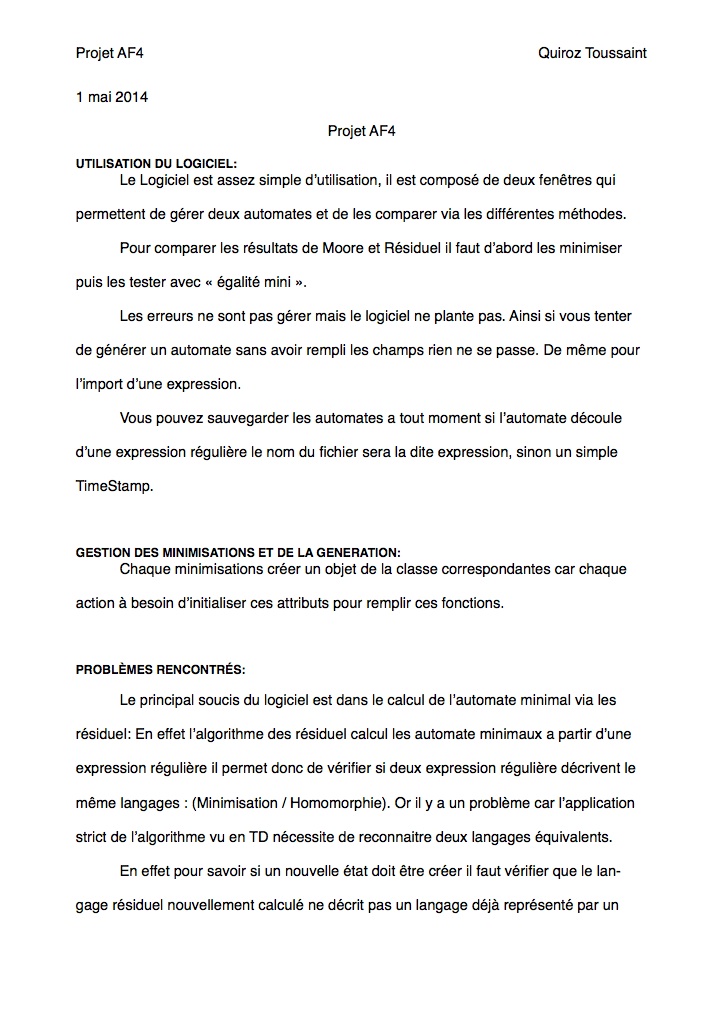 Projet AF4 Quiroz Toussaint
1 mai 2014
Projet AF4
UTILISATION DU LOGICIEL:
Le Logiciel est assez simple d’utilisation, il est composé de deux fenêtres qui
permettent de gérer deux automates et de les comparer via les différentes méthodes.
Pour comparer les résultats de Moore et Résiduel il faut d’abord les minimiser
puis les tester avec « égalité mini ».
Les erreurs ne sont pas gérer mais le logiciel ne plante pas. Ainsi si vous tenter
de générer un automate sans avoir rempli les champs rien ne se passe. De même pour
l’import d’une expression.
Vous pouvez sauvegarder les automates a tout moment si l’automate découle
d’une expression régulière le nom du fichier sera la dite expression, sinon un simple
TimeStamp.
GESTION DES MINIMISATIONS ET DE LA GENERATION:
Chaque minimisations créer un objet de la classe correspondantes car chaque
action à besoin d’initialiser ces attributs pour remplir ces fonctions.
PROBLÈMES RENCONTRÉS:
Le principal soucis du logiciel est dans le calcul de l’automate minimal via les
résiduel: En effet l’algorithme des résiduel calcul les automate minimaux a partir d’une
expression régulière il permet donc de vérifier si deux expression régulière décrivent le
même langages : (Minimisation / Homomorphie). Or il y a un problème car l’application
strict de l’algorithme vu en TD nécessite de reconnaitre deux langages équivalents.
En effet pour savoir si un nouvelle état doit être créer il faut vérifier que le lan-
gage résiduel nouvellement calculé ne décrit pas un langage déjà représenté par un